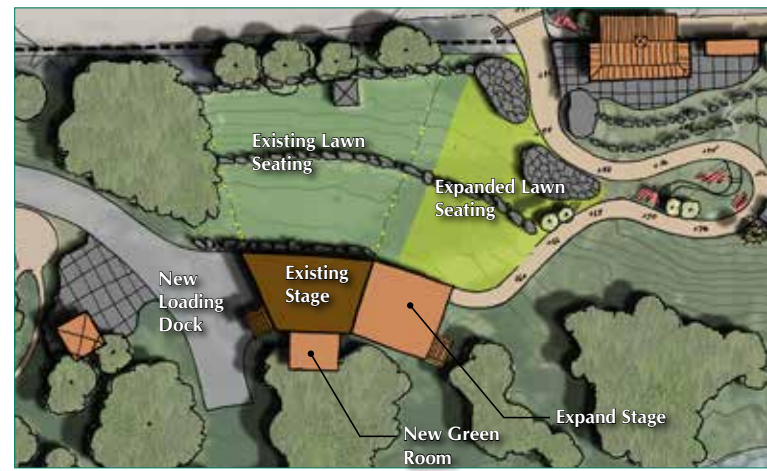 Existing Lawn
Seating
Expanded Lawn
Seating
Existing
Stage
New
Loading
Dock
Expand Stage
New Green
Room